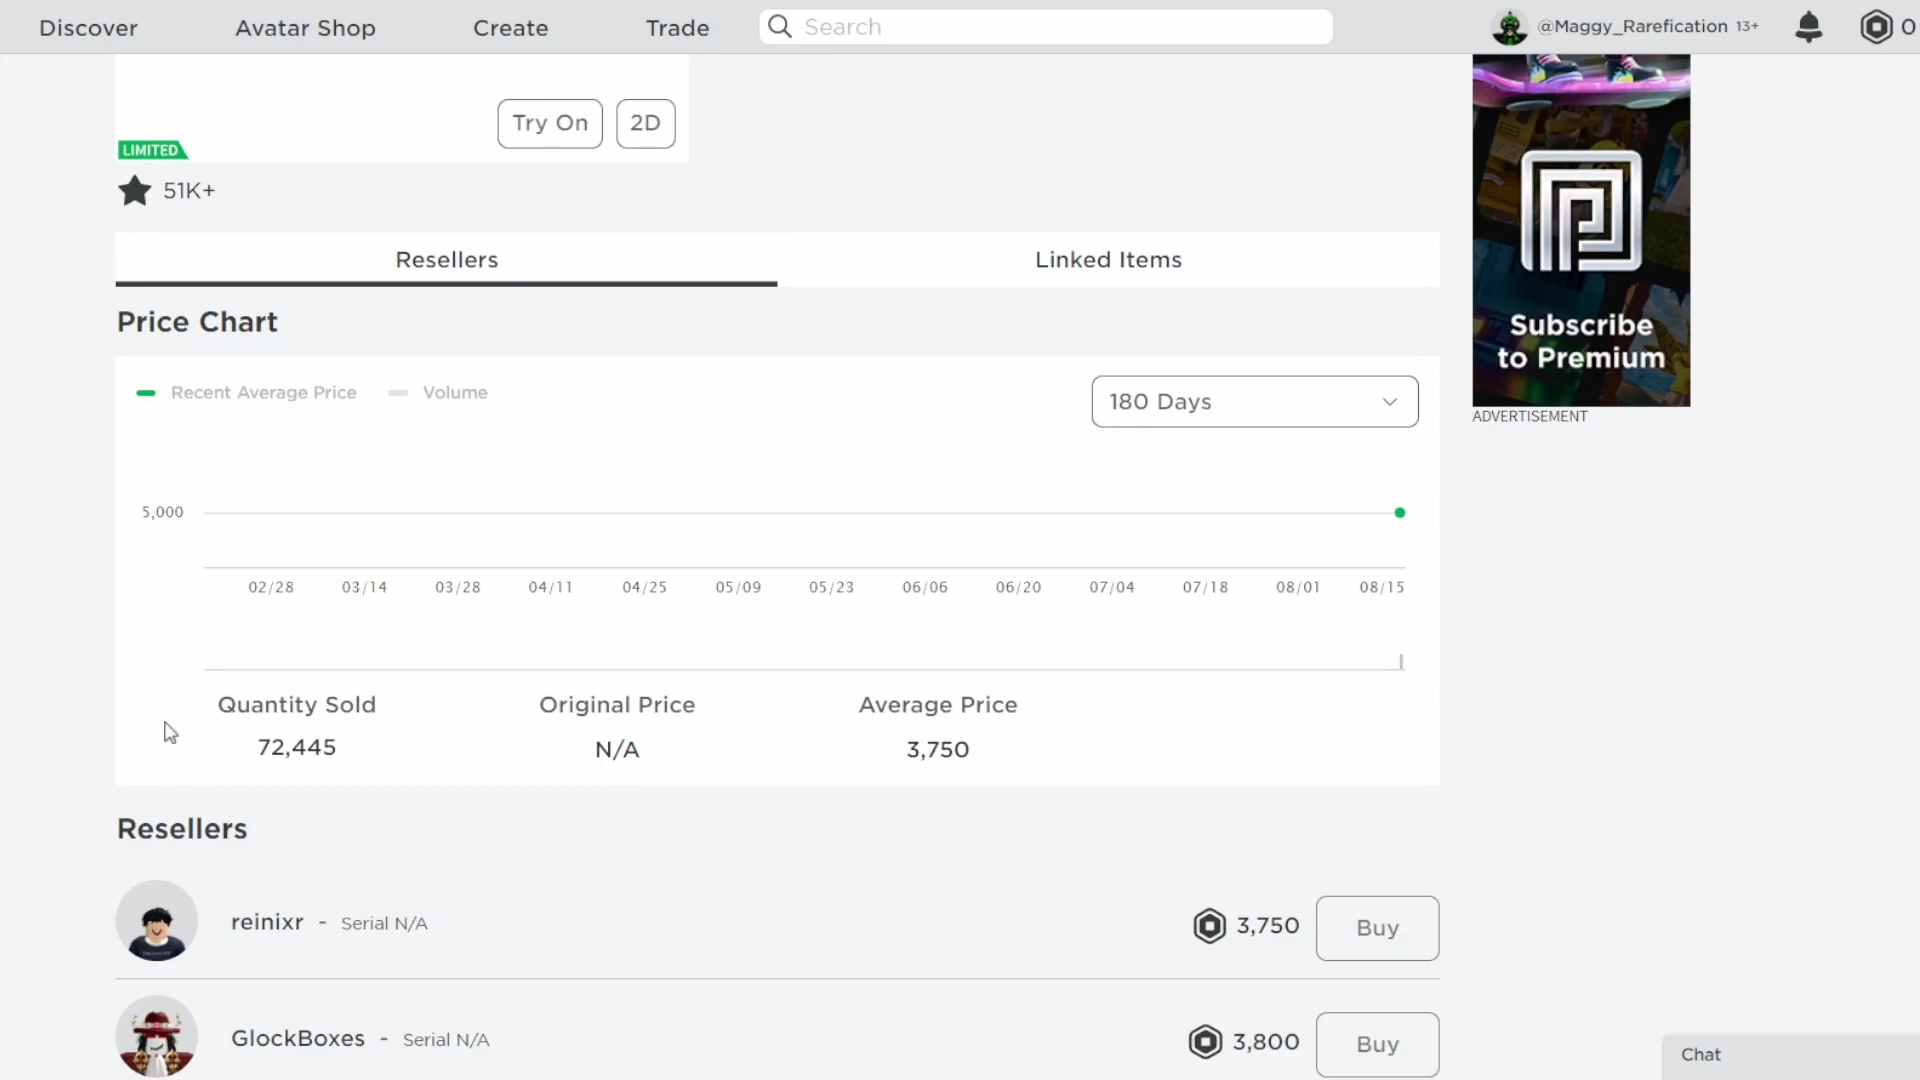 Discover Avatar Shop Create Trade Search @Maggy_Rarefication 13+ 0
Try On 2D
LIMITED
51K+
Resellers Linked Items
Price Chart
Recent Average Price Volume 180 Days
5,000
02/28 03/14 03/28 04/11 04/25 05/09 05/23 06/06 06/20 07/04 07/18 08/01 08/15
Quantity Sold Original Price Average Price
72,445 N/A 3,750
Resellers
reinixr - Serial N/A 3,750 Buy
GlockBoxes - Serial N/A 3,800 Buy
Subscribe
to Premium
ADVERTISEMENT
Chat